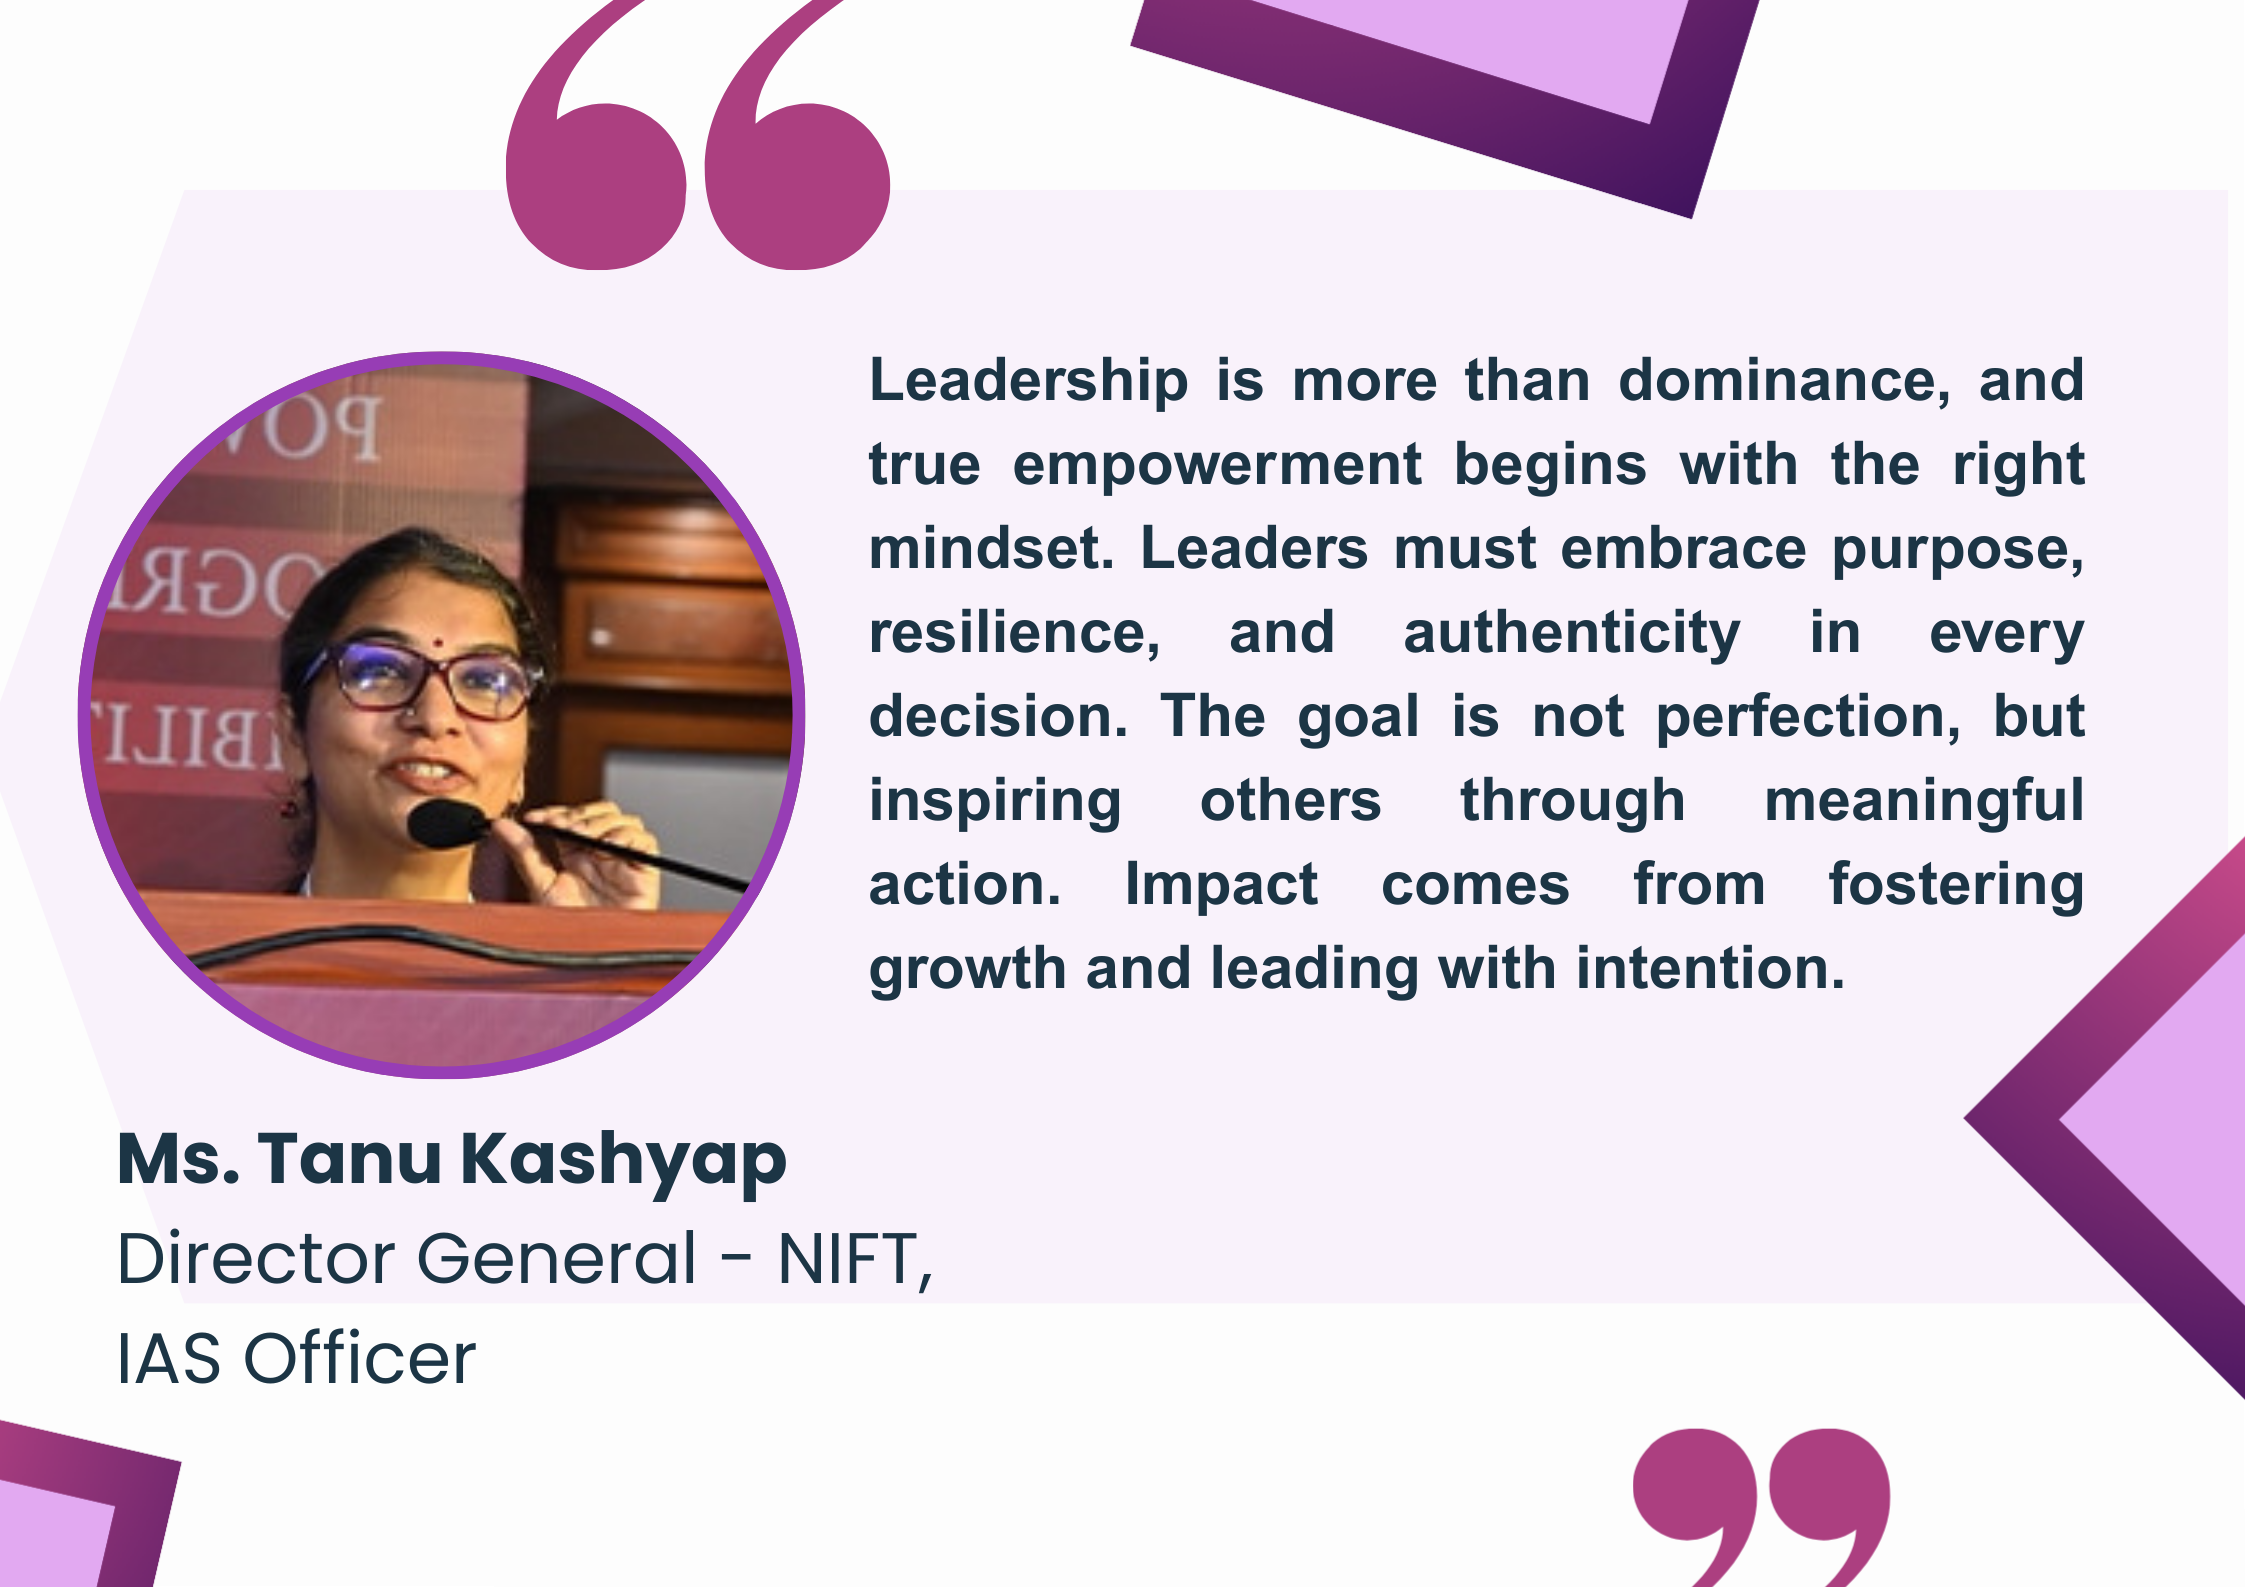 Leadership is more than dominance, and
true empowerment begins with the right
mindset. Leaders must embrace purpose,
resilience, and authenticity in every
decision. The goal is not perfection, but
inspiring others through meaningful
action. Impact comes from fostering
growth and leading with intention.
Ms. Tanu Kashyap
Director General - NIFT,
IAS Officer